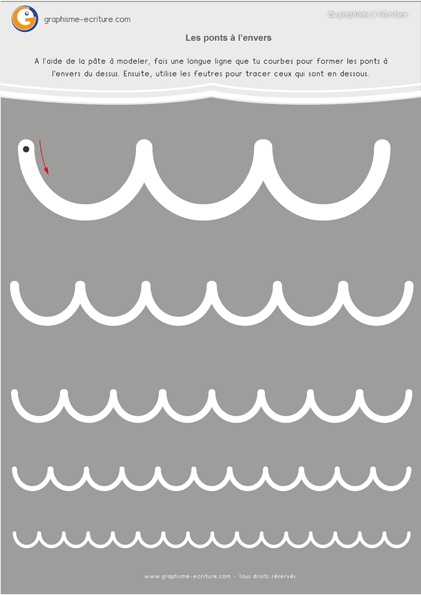 De graphisme à l'écriture
graphisme-ecriture.com
Les ponts à l'envers
A l'aide de la pâte à modeler, fais une longue ligne que tu courbes pour former les ponts à
l'envers du dessus. Ensuite, utilise les feutres pour tracer ceux qui sont en dessous.
www.graphisme-ecriture.com - Tous droits réservés